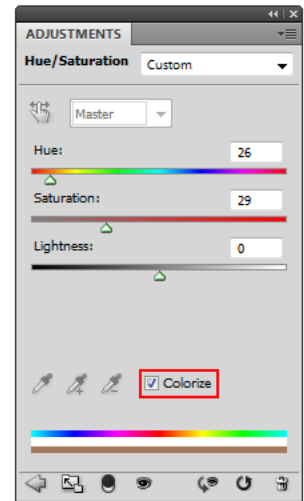 ADJUSTMENTS
Hue/Saturation Custom
Master
Hue: 26
Saturation: 29
Lightness: 0
Colorize